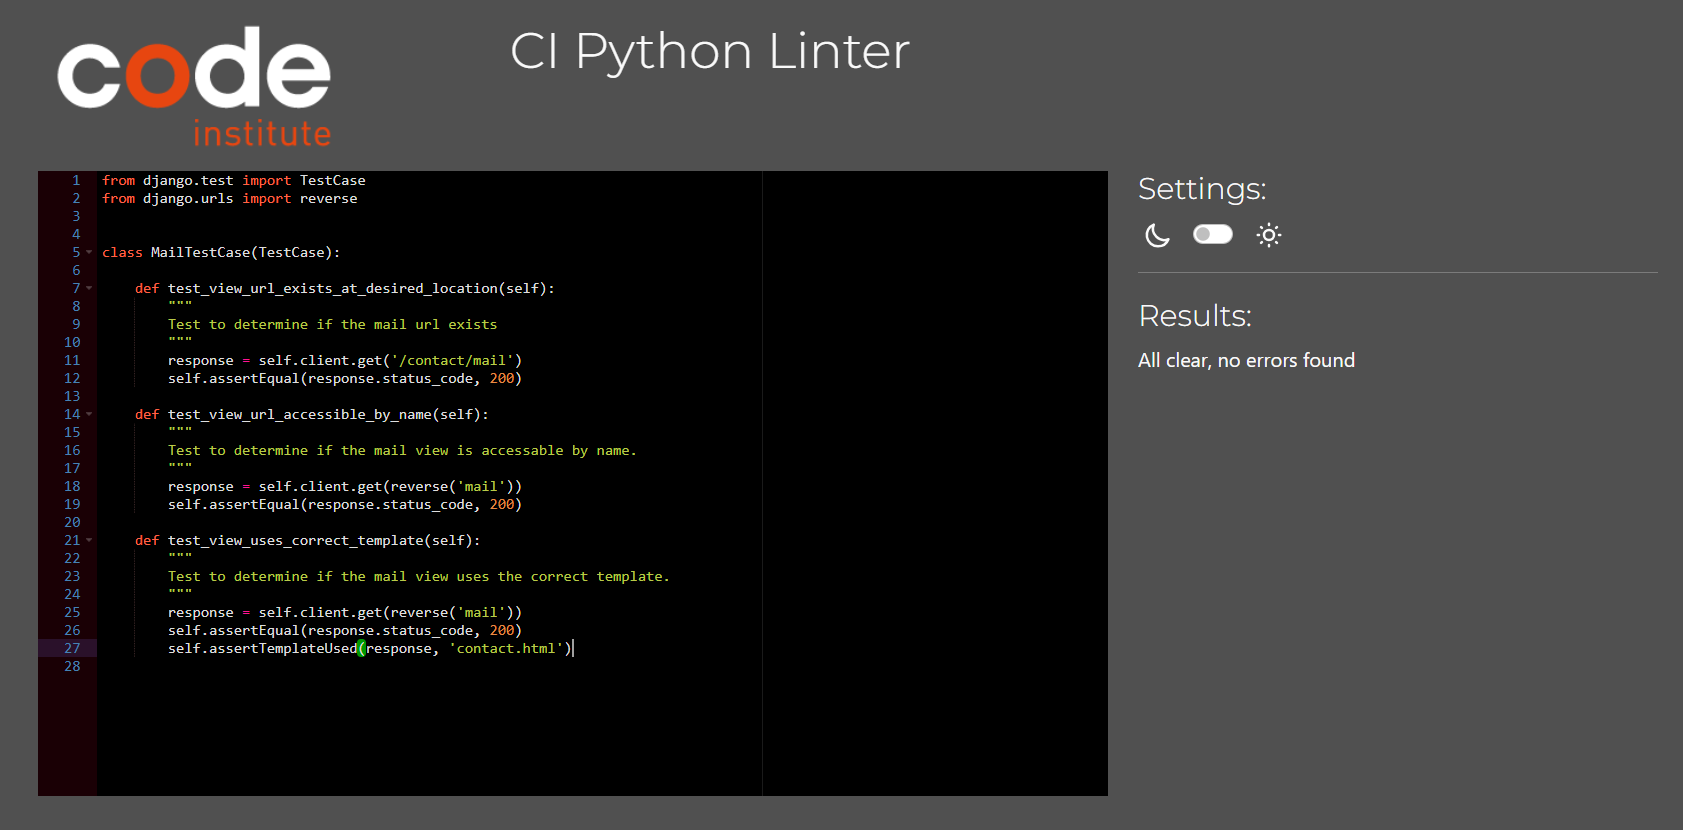 code
institute
CI Python Linter
1 from django.test import TestCase
2 from django.urls import reverse
3
4
5 class MailTestCase(TestCase):
6
7     def test_view_url_exists_at_desired_location(self):
8         """
9         Test to determine if the mail url exists
10         """
11         response = self.client.get('/contact/mail')
12         self.assertEqual(response.status_code, 200)
13
14     def test_view_url_accessible_by_name(self):
15         """
16         Test to determine if the mail view is accessable by name.
17         """
18         response = self.client.get(reverse('mail'))
19         self.assertEqual(response.status_code, 200)
20
21     def test_view_uses_correct_template(self):
22         """
23         Test to determine if the mail view uses the correct template.
24         """
25         response = self.client.get(reverse('mail'))
26         self.assertEqual(response.status_code, 200)
27         self.assertTemplateUsed(response, 'contact.html')
28
Settings:
Results:
All clear, no errors found